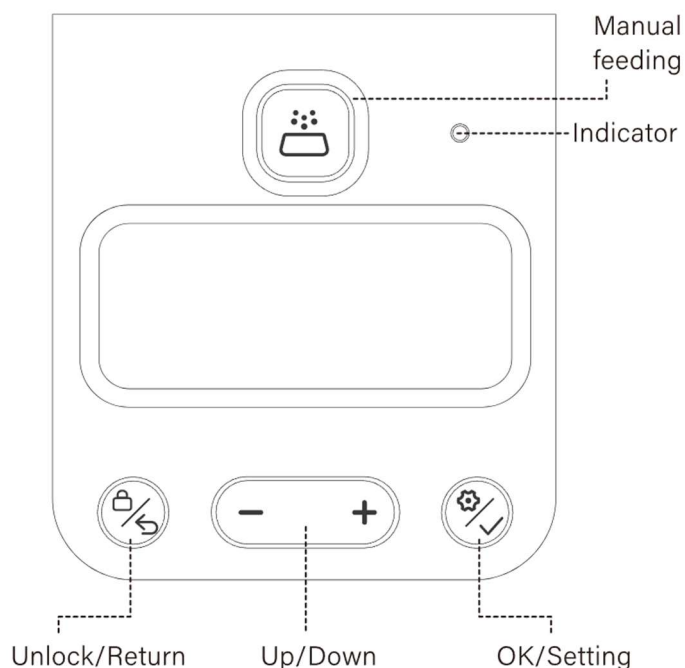 Manual
feeding
Indicator
Unlock/Return
Up/Down
OK/Setting